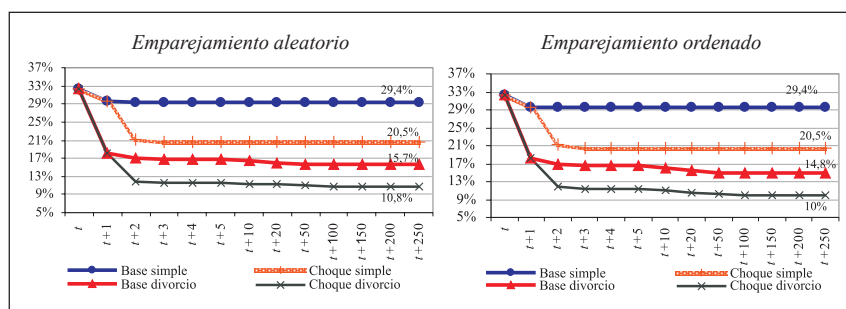 Emparejamiento aleatorio
37%
33%
29%
25%
21%
17%
13%
9%
5%
29,4%
20,5%
15,7%
10,8%
t
t + 1
t + 2
t + 3
t + 4
t + 5
t + 10
t + 20
t + 50
t + 100
t + 150
t + 200
t + 250
Base simple
Choque simple
Base divorcio
Choque divorcio
Emparejamiento ordenado
37%
33%
29%
25%
21%
17%
13%
9%
5%
29,4%
20,5%
14,8%
10%
t
t + 1
t + 2
t + 3
t + 4
t + 5
t + 10
t + 20
t + 50
t + 100
t + 150
t + 200
t + 250
Base simple
Choque simple
Base divorcio
Choque divorcio